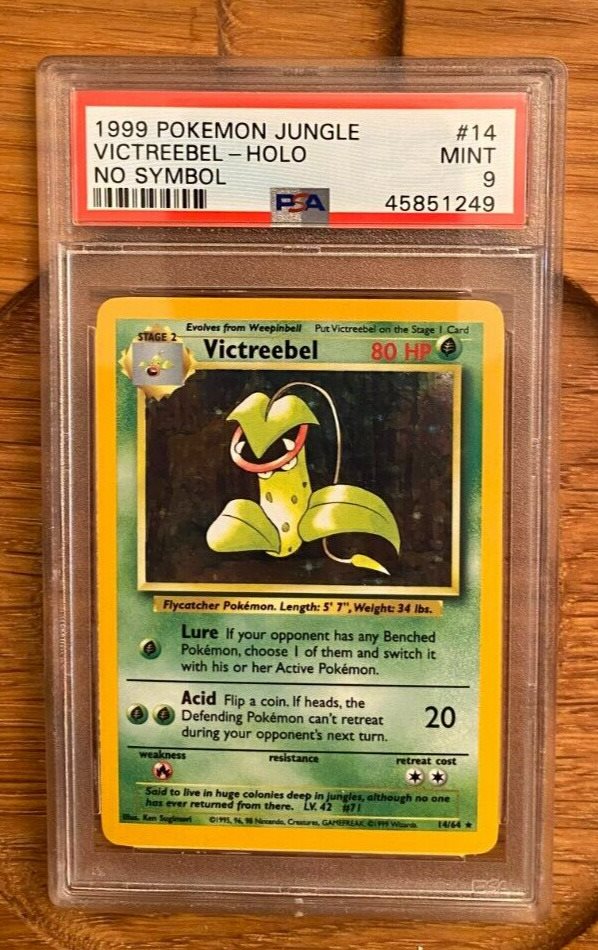 1999 POKEMON JUNGLE #14
VICTREEBEL – HOLO MINT
NO SYMBOL 9
PSA 45851249
Evolves from Weepinbell Put Victreebel on the Stage 1 Card
STAGE 2
Victreebel 80 HP
Flycatcher Pokémon. Length: 5' 7", Weight: 34 lbs.
Lure If your opponent has any Benched
Pokémon, choose 1 of them and switch it
with his or her Active Pokémon.
Acid Flip a coin. If heads, the
Defending Pokémon can't retreat
during your opponent's next turn.
20
weakness resistance retreat cost
Said to live in huge colonies deep in jungles, although no one
has ever returned from there. LV. 42 #71
Illus. Ken Sugimori ©1995, 96, 98 Nintendo, Creatures, GAMEFREAK. ©1999 Wizards. 14/64 ★
PSA